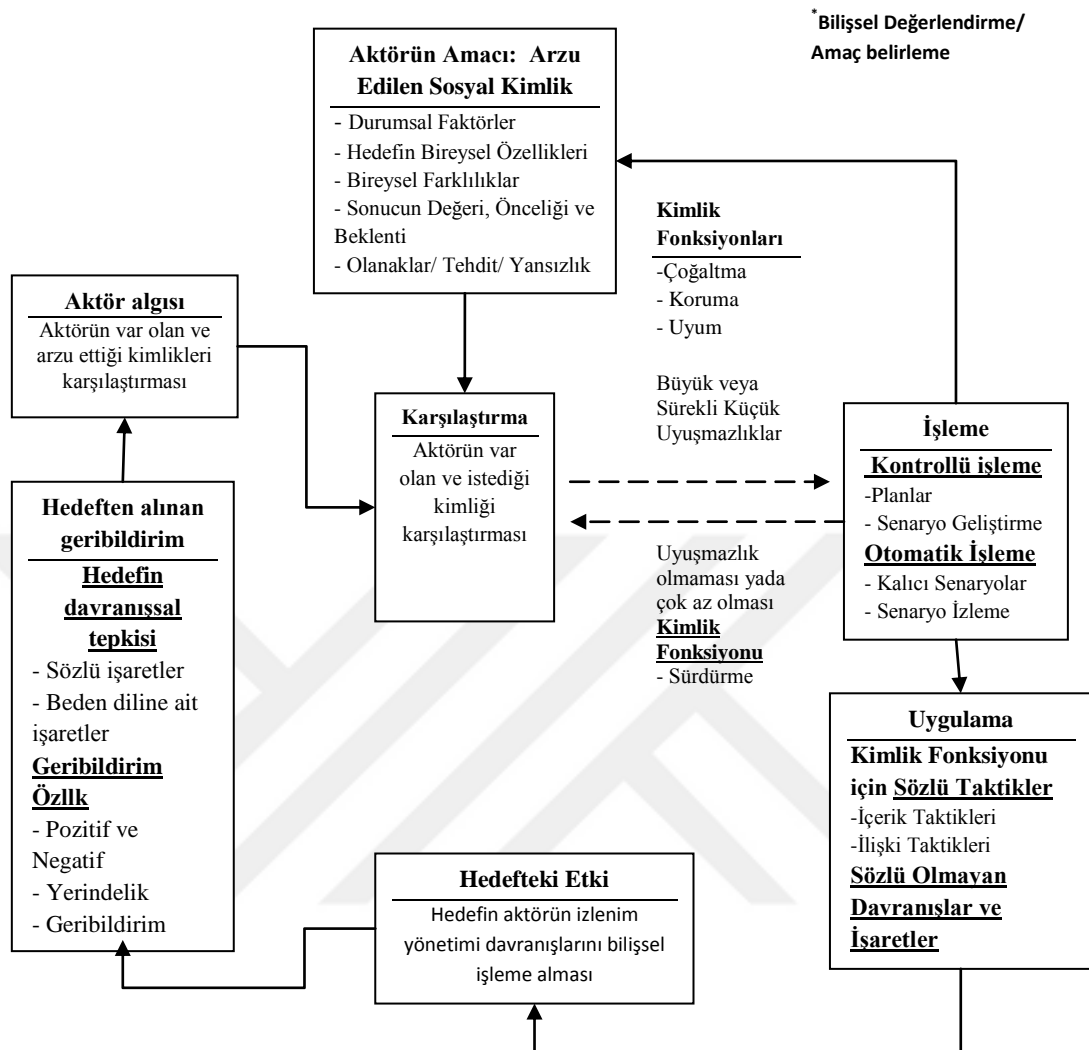 *Bilişsel Değerlendirme/
Amaç belirleme
Aktörün Amacı: Arzu
Edilen Sosyal Kimlik
- Durumsal Faktörler
- Hedefin Bireysel Özellikleri
- Bireysel Farklılıklar
- Sonucun Değeri, Önceliği ve
Beklenti
- Olanaklar/ Tehdit/ Yansızlık
Kimlik
Fonksiyonları
-Çoğaltma
- Koruma
- Uyum
Büyük veya
Sürekli Küçük
Uyuşmazlıklar
Aktör algısı
Aktörün var olan ve
arzu ettiği kimlikleri
karşılaştırması
Karşılaştırma
Aktörün var
olan ve istediği
kimliği
karşılaştırması
İşleme
Kontrollü işleme
-Planlar
- Senaryo Geliştirme
Otomatik İşleme
- Kalıcı Senaryolar
- Senaryo İzleme
Uyuşmazlık
olmaması yada
çok az olması
Kimlik
Fonksiyonu
- Sürdürme
Hedeften alınan
geribildirim
Hedefin
davranışsal
tepkisi
- Sözlü işaretler
- Beden diline ait
işaretler
Geribildirim
Özllk
- Pozitif ve
Negatif
- Yerindelik
- Geribildirim
Uygulama
Kimlik Fonksiyonu
için Sözlü Taktikler
-İçerik Taktikleri
-İlişki Taktikleri
Sözlü Olmayan
Davranışlar ve
İşaretler
Hedefteki Etki
Hedefin aktörün izlenim
yönetimi davranışlarını bilişsel
işleme alması